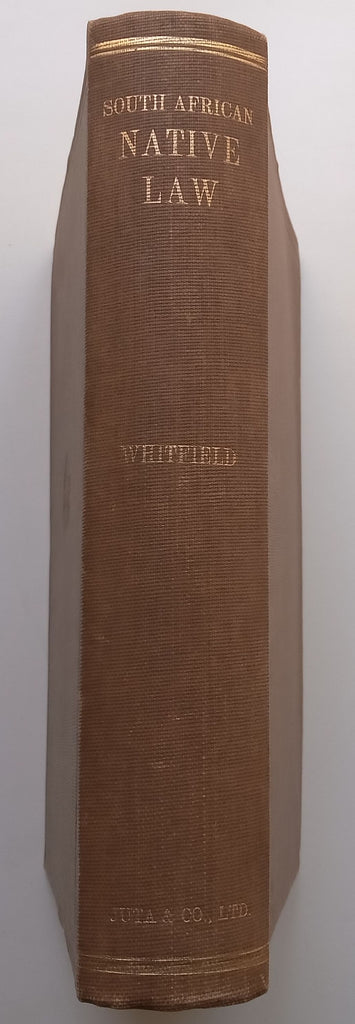 SOUTH AFRICAN
NATIVE
LAW
WHITFIELD
JUTA & CO., LTD.